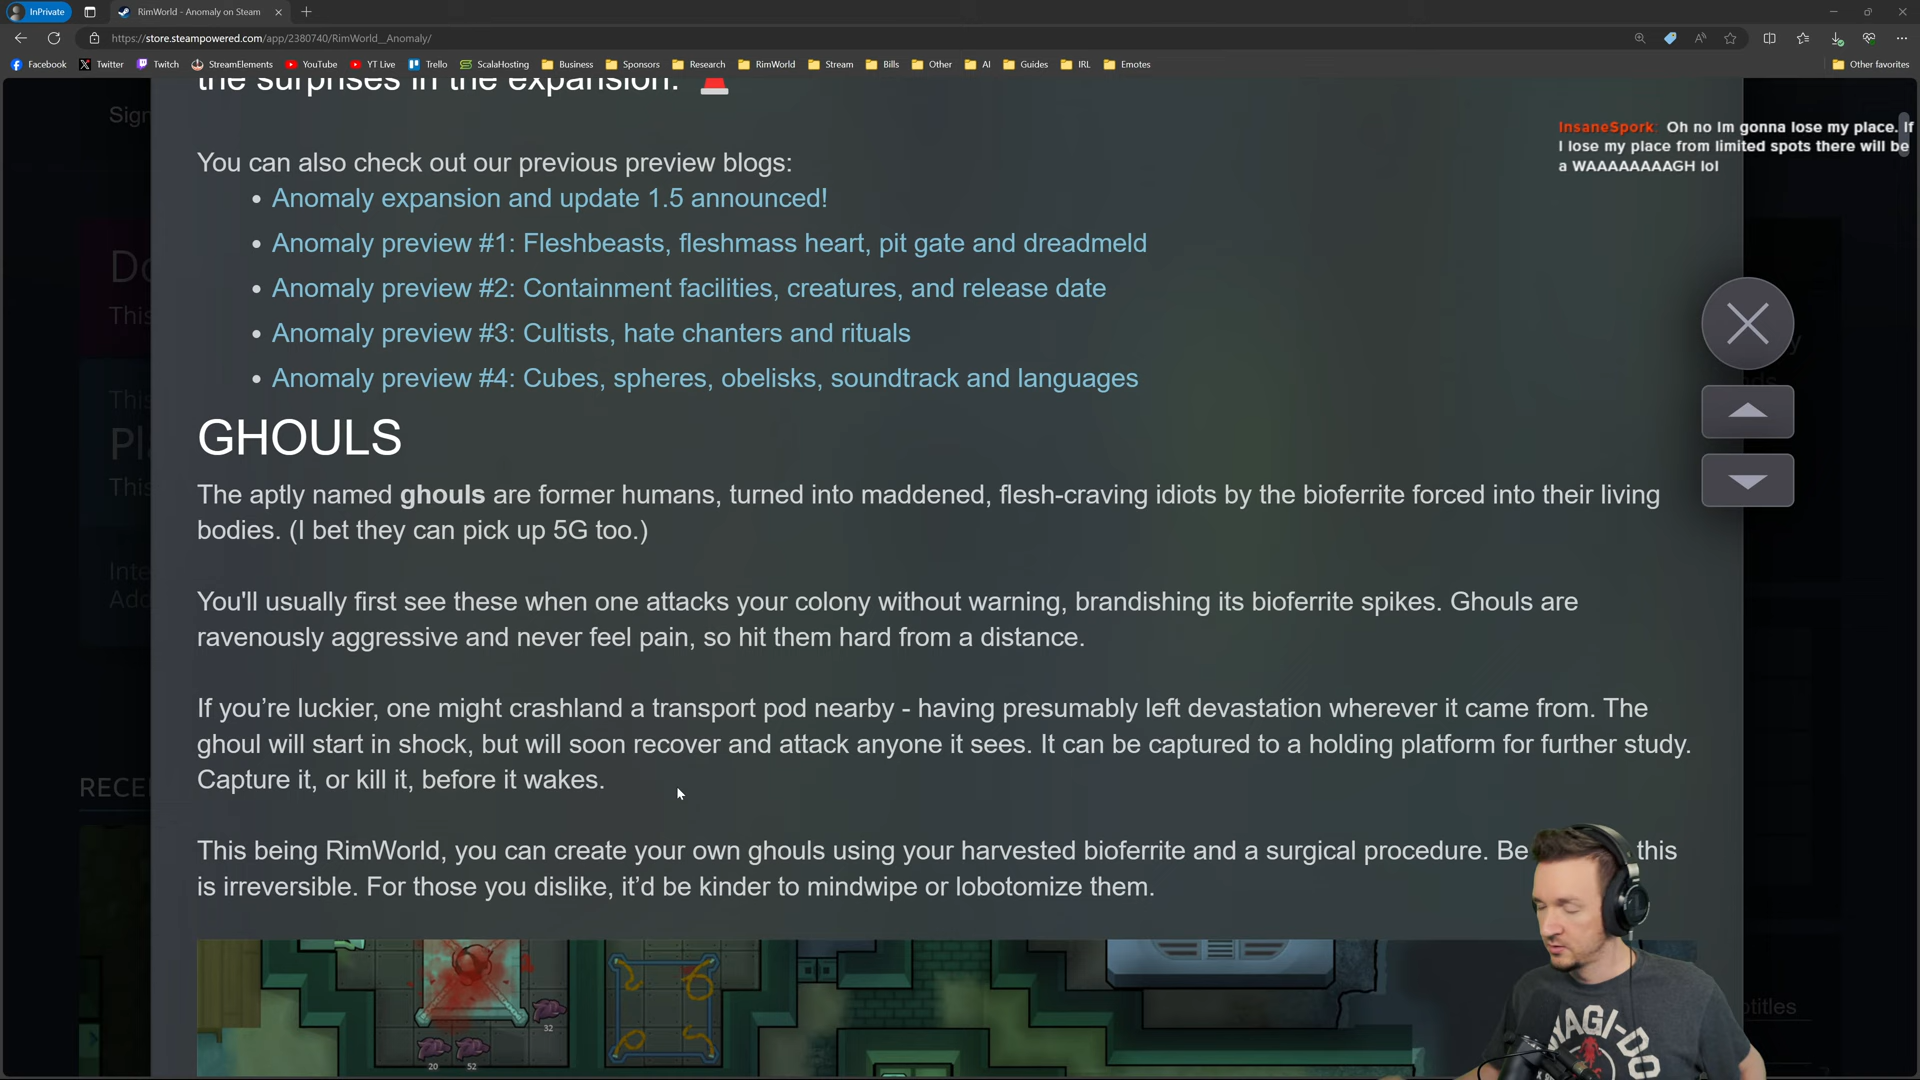 InPrivate
RimWorld - Anomaly on Steam
https://store.steampowered.com/app/2380740/RimWorld__Anomaly/
Facebook Twitter Twitch StreamElements YouTube YT Live Trello ScalaHosting Business Sponsors Research RimWorld Stream Bills Other AI Guides IRL Emotes Other favorites
the surprises in the expansion.
InsaneSpork: Oh no Im gonna lose my place. If
I lose my place from limited spots there will be
a WAAAAAAAAGH lol
You can also check out our previous preview blogs:
• Anomaly expansion and update 1.5 announced!
• Anomaly preview #1: Fleshbeasts, fleshmass heart, pit gate and dreadmeld
• Anomaly preview #2: Containment facilities, creatures, and release date
• Anomaly preview #3: Cultists, hate chanters and rituals
• Anomaly preview #4: Cubes, spheres, obelisks, soundtrack and languages
GHOULS
The aptly named ghouls are former humans, turned into maddened, flesh-craving idiots by the bioferrite forced into their living
bodies. (I bet they can pick up 5G too.)
You'll usually first see these when one attacks your colony without warning, brandishing its bioferrite spikes. Ghouls are
ravenously aggressive and never feel pain, so hit them hard from a distance.
If you’re luckier, one might crashland a transport pod nearby - having presumably left devastation wherever it came from. The
ghoul will start in shock, but will soon recover and attack anyone it sees. It can be captured to a holding platform for further study.
Capture it, or kill it, before it wakes.
This being RimWorld, you can create your own ghouls using your harvested bioferrite and a surgical procedure. Be this
is irreversible. For those you dislike, it’d be kinder to mindwipe or lobotomize them.
32
20 52